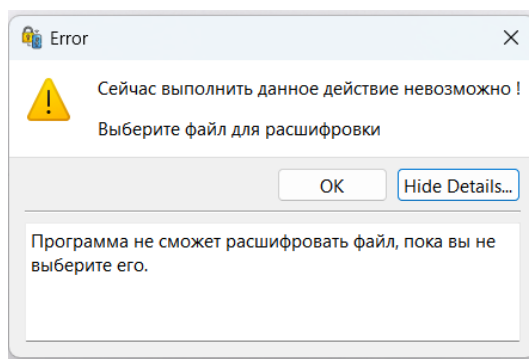 Error
Сейчас выполнить данное действие невозможно !
Выберите файл для расшифровки
OK
Hide Details...
Программа не сможет расшифровать файл, пока вы не
выберите его.